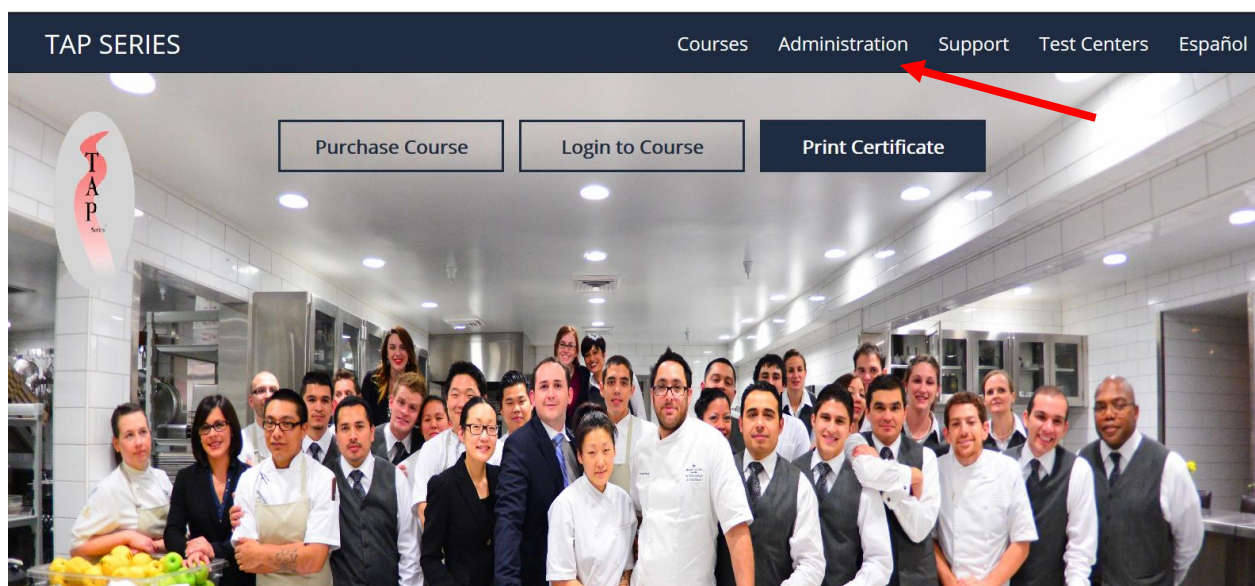 TAP SERIES
Courses Administration Support Test Centers Español
Purchase Course Login to Course Print Certificate
T
A
P
Series